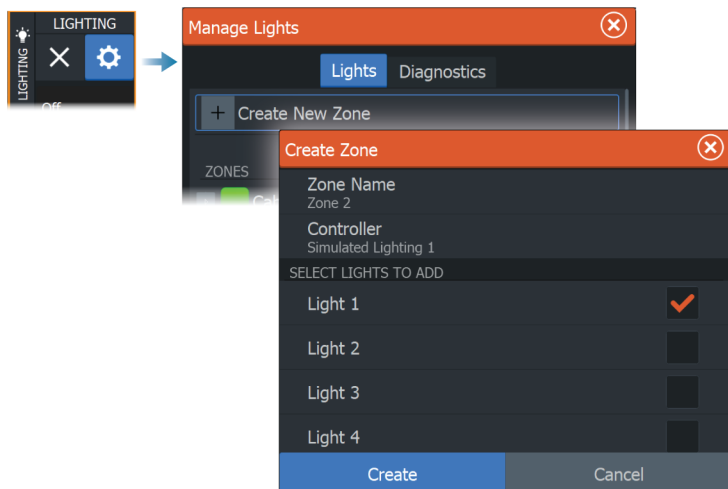 LIGHTING
LIGHTING
Off
Manage Lights
Lights Diagnostics
+ Create New Zone
ZONES
Create Zone
Zone Name
Zone 2
Controller
Simulated Lighting 1
SELECT LIGHTS TO ADD
Light 1
Light 2
Light 3
Light 4
Create Cancel